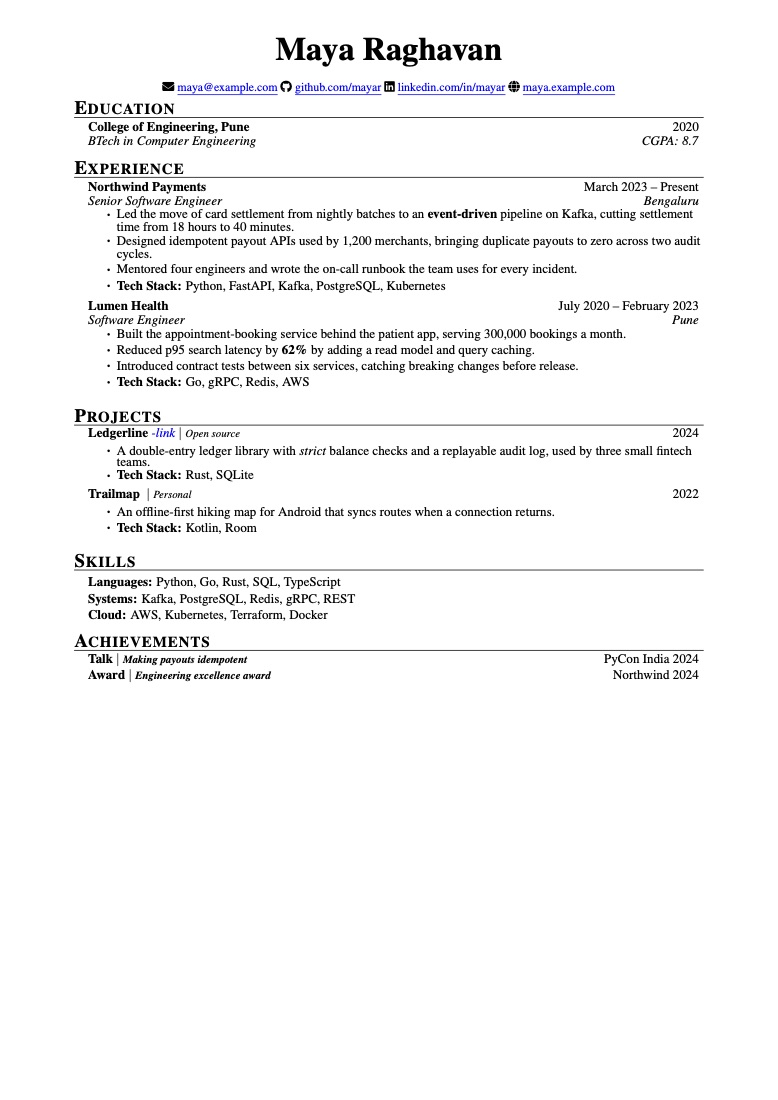 Maya Raghavan
maya@example.com github.com/mayar linkedin.com/in/mayar maya.example.com
EDUCATION
College of Engineering, Pune 2020
BTech in Computer Engineering CGPA: 8.7
EXPERIENCE
Northwind Payments March 2023 – Present
Senior Software Engineer Bengaluru
· Led the move of card settlement from nightly batches to an event-driven pipeline on Kafka, cutting settlement
time from 18 hours to 40 minutes.
· Designed idempotent payout APIs used by 1,200 merchants, bringing duplicate payouts to zero across two audit
cycles.
· Mentored four engineers and wrote the on-call runbook the team uses for every incident.
· Tech Stack: Python, FastAPI, Kafka, PostgreSQL, Kubernetes
Lumen Health July 2020 – February 2023
Software Engineer Pune
· Built the appointment-booking service behind the patient app, serving 300,000 bookings a month.
· Reduced p95 search latency by 62% by adding a read model and query caching.
· Introduced contract tests between six services, catching breaking changes before release.
· Tech Stack: Go, gRPC, Redis, AWS
PROJECTS
Ledgerline -link | Open source 2024
· A double-entry ledger library with strict balance checks and a replayable audit log, used by three small fintech
teams.
· Tech Stack: Rust, SQLite
Trailmap | Personal 2022
· An offline-first hiking map for Android that syncs routes when a connection returns.
· Tech Stack: Kotlin, Room
SKILLS
Languages: Python, Go, Rust, SQL, TypeScript
Systems: Kafka, PostgreSQL, Redis, gRPC, REST
Cloud: AWS, Kubernetes, Terraform, Docker
ACHIEVEMENTS
Talk | Making payouts idempotent PyCon India 2024
Award | Engineering excellence award Northwind 2024